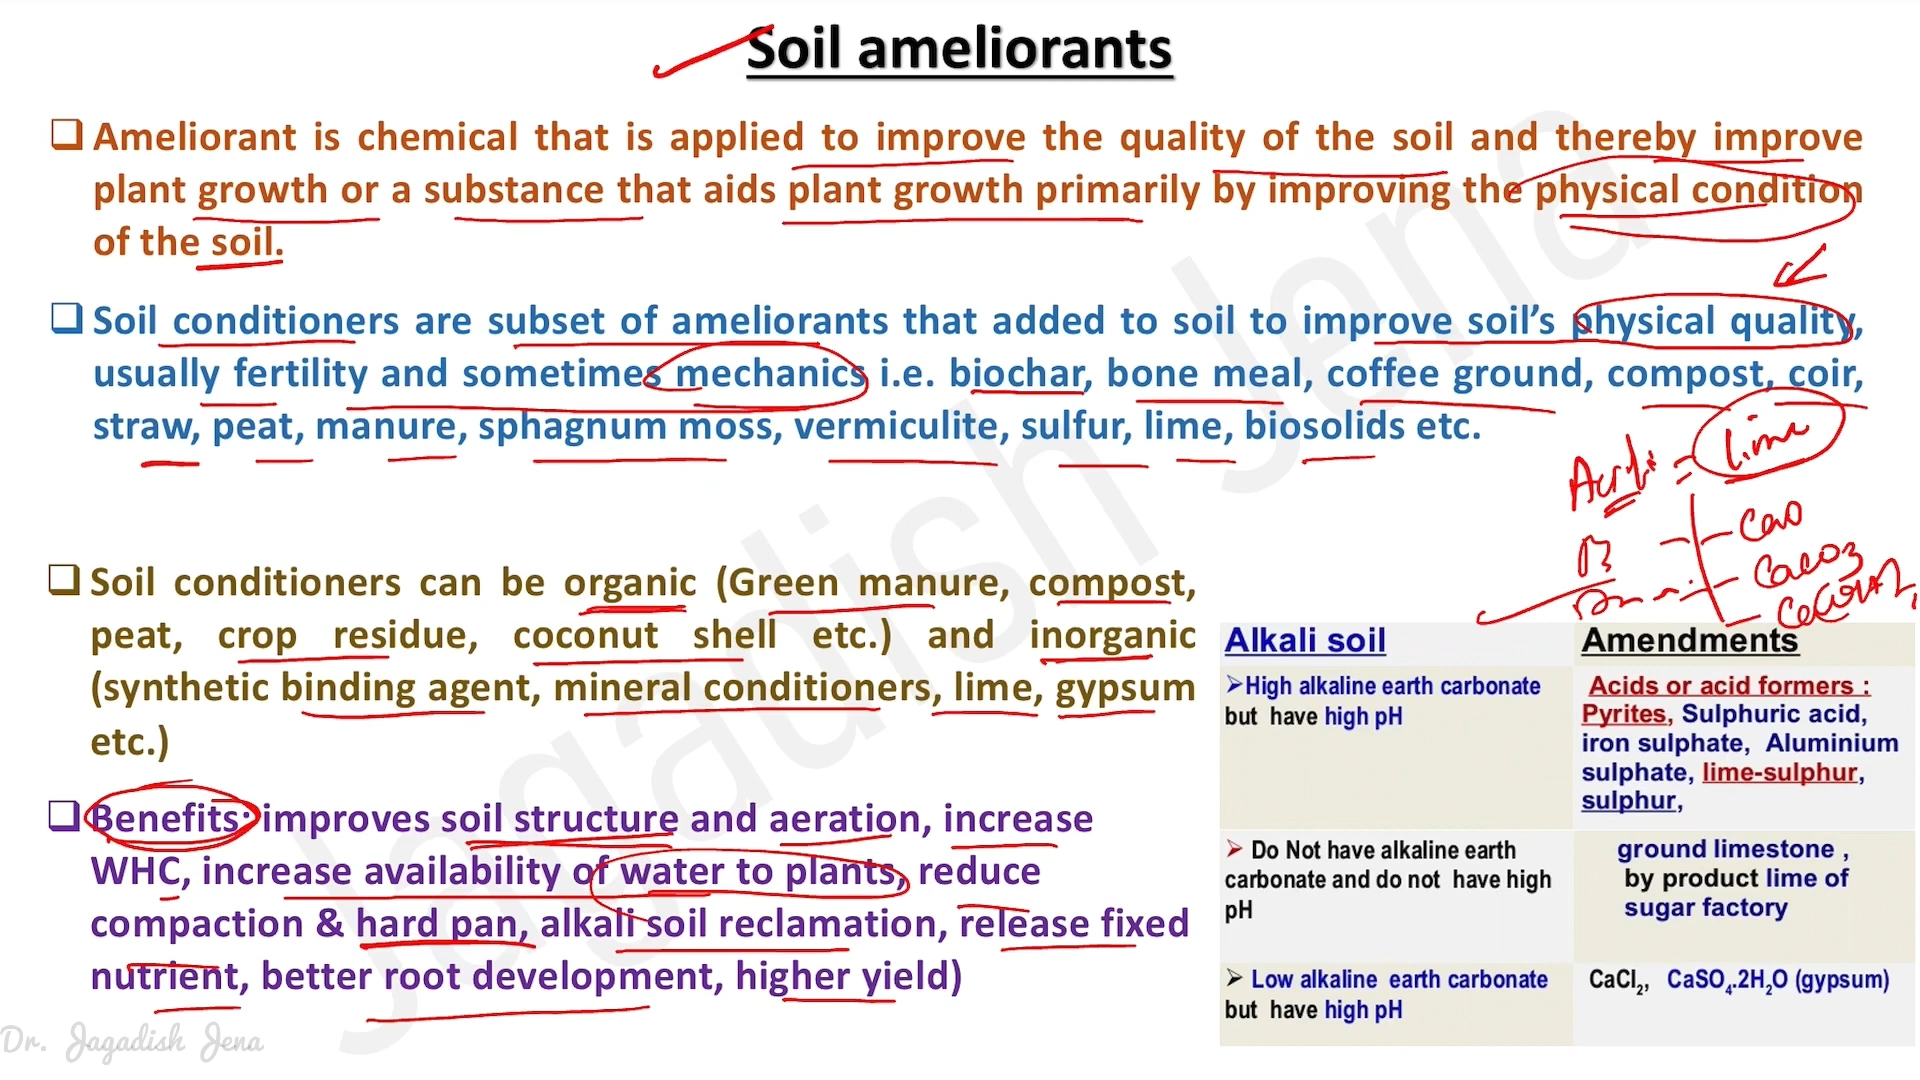 Soil ameliorants
❑ Ameliorant is chemical that is applied to improve the quality of the soil and thereby improve
plant growth or a substance that aids plant growth primarily by improving the physical condition
of the soil.
❑ Soil conditioners are subset of ameliorants that added to soil to improve soil's physical quality,
usually fertility and sometimes mechanics i.e. biochar, bone meal, coffee ground, compost, coir,
straw, peat, manure, sphagnum moss, vermiculite, sulfur, lime, biosolids etc.
lime
CaO
CaCO3
❑ Soil conditioners can be organic (Green manure, compost,
peat, crop residue, coconut shell etc.) and inorganic
(synthetic binding agent, mineral conditioners, lime, gypsum
etc.)
❑ Benefits: improves soil structure and aeration, increase
WHC, increase availability of water to plants, reduce
compaction & hard pan, alkali soil reclamation, release fixed
nutrient, better root development, higher yield)
Alkali soil
Amendments
➢High alkaline earth carbonate
but have high pH
Acids or acid formers :
Pyrites, Sulphuric acid,
iron sulphate, Aluminium
sulphate, lime-sulphur,
sulphur,
➢ Do Not have alkaline earth
carbonate and do not have high
pH
ground limestone ,
by product lime of
sugar factory
➢ Low alkaline earth carbonate
but have high pH
CaCl₂, CaSO₄.2H₂O (gypsum)
Dr. Jagadish Jena
Jagadish Jena